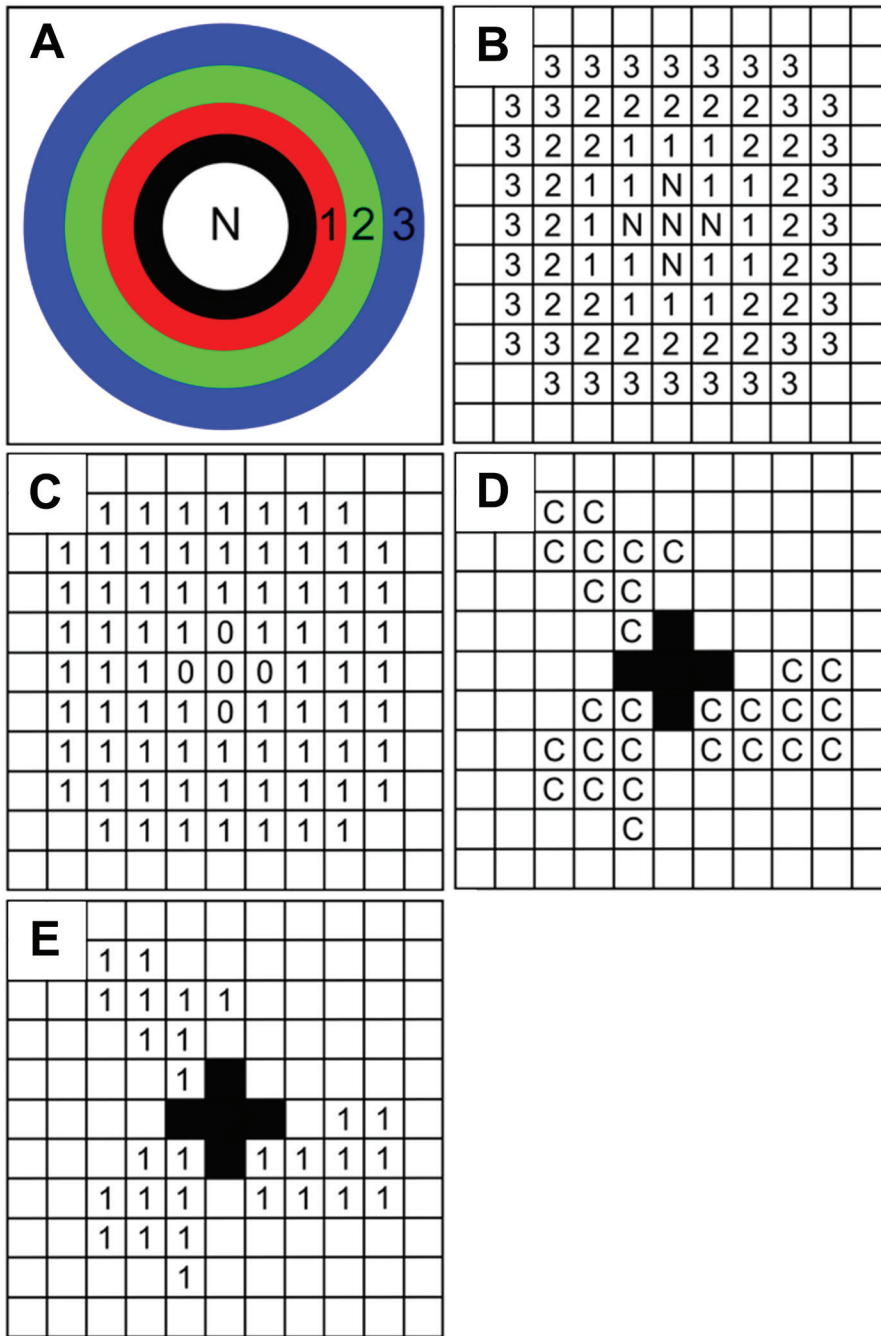 A
N 1 2 3
B
3 3 3 3 3 3 3
3 3 2 2 2 2 2 3 3
3 2 2 1 1 1 2 2 3
3 2 1 1 N 1 1 2 3
3 2 1 N N N 1 2 3
3 2 1 1 N 1 1 2 3
3 2 2 1 1 1 2 2 3
3 3 2 2 2 2 2 3 3
3 3 3 3 3 3 3
C
1 1 1 1 1 1 1
1 1 1 1 1 1 1 1 1
1 1 1 1 1 1 1 1 1
1 1 1 1 0 1 1 1 1
1 1 1 0 0 0 1 1 1
1 1 1 1 0 1 1 1 1
1 1 1 1 1 1 1 1 1
1 1 1 1 1 1 1 1 1
1 1 1 1 1 1 1
D
C C
C C C C
C C
C
C C
C C C C C C
C C C C C C C
C C C
C
E
1 1
1 1 1 1
1 1
1
1 1
1 1 1 1 1 1
1 1 1 1 1 1 1
1 1 1
1